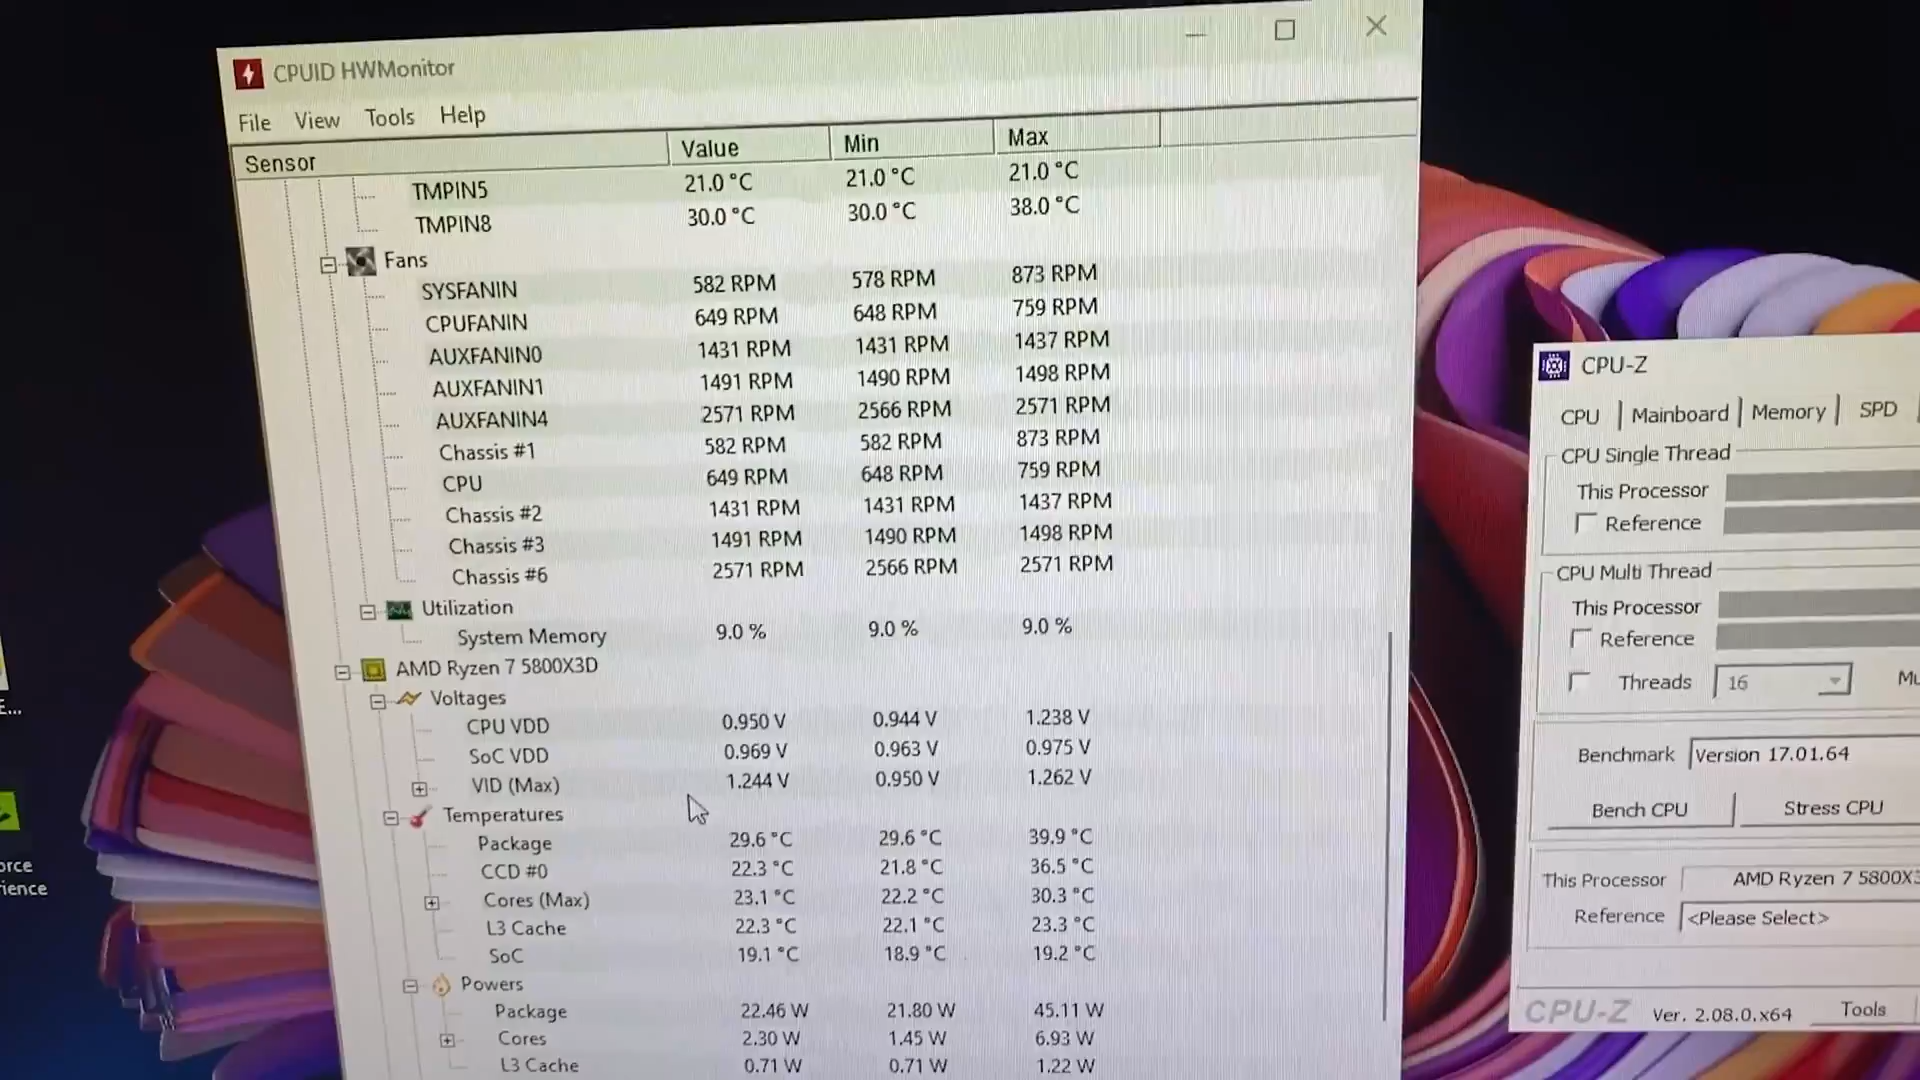 CPUID HWMonitor
File View Tools Help
Sensor Value Min Max
TMPIN5 21.0 °C 21.0 °C 21.0 °C
TMPIN8 30.0 °C 30.0 °C 38.0 °C
Fans
SYSFANIN 582 RPM 578 RPM 873 RPM
CPUFANIN 649 RPM 648 RPM 759 RPM
AUXFANIN0 1431 RPM 1431 RPM 1437 RPM
AUXFANIN1 1491 RPM 1490 RPM 1498 RPM
AUXFANIN4 2571 RPM 2566 RPM 2571 RPM
Chassis #1 582 RPM 582 RPM 873 RPM
CPU 649 RPM 648 RPM 759 RPM
Chassis #2 1431 RPM 1431 RPM 1437 RPM
Chassis #3 1491 RPM 1490 RPM 1498 RPM
Chassis #6 2571 RPM 2566 RPM 2571 RPM
Utilization
System Memory 9.0 % 9.0 % 9.0 %
AMD Ryzen 7 5800X3D
Voltages
CPU VDD 0.950 V 0.944 V 1.238 V
SoC VDD 0.969 V 0.963 V 0.975 V
VID (Max) 1.244 V 0.950 V 1.262 V
Temperatures
Package 29.6 °C 29.6 °C 39.9 °C
CCD #0 22.3 °C 21.8 °C 36.5 °C
Cores (Max) 23.1 °C 22.2 °C 30.3 °C
L3 Cache 22.3 °C 22.1 °C 23.3 °C
SoC 19.1 °C 18.9 °C 19.2 °C
Powers
Package 22.46 W 21.80 W 45.11 W
Cores 2.30 W 1.45 W 6.93 W
L3 Cache 0.71 W 0.71 W 1.22 W
CPU-Z
CPU Mainboard Memory SPD
CPU Single Thread
This Processor
Reference
CPU Multi Thread
This Processor
Reference
Threads 16 Mu
Benchmark Version 17.01.64
Bench CPU Stress CPU
This Processor AMD Ryzen 7 5800X3
Reference <Please Select>
CPU-Z Ver. 2.08.0.x64 Tools
E...
orce
rience